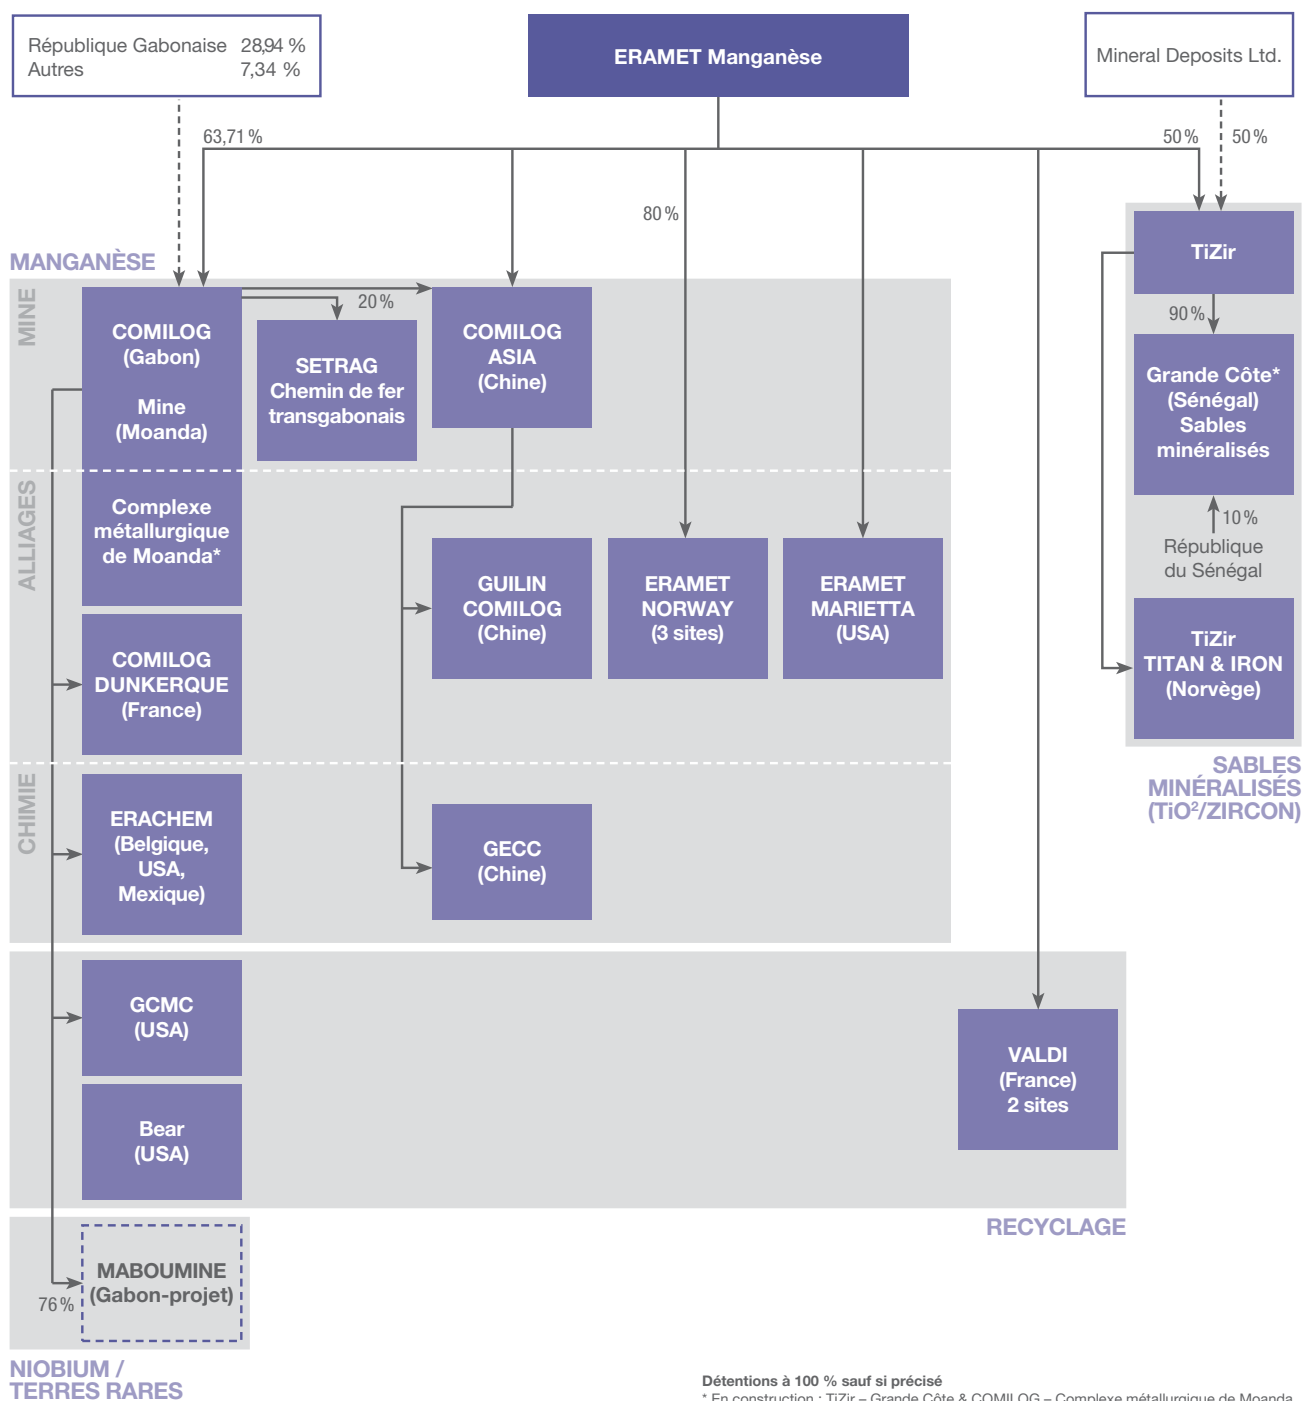 République Gabonaise 28,94 %
Autres 7,34 %
ERAMET Manganèse
Mineral Deposits Ltd.
63,71 %
50 %
50 %
80 %
MANGANÈSE
MINE
COMILOG
(Gabon)
Mine
(Moanda)
20 %
SETRAG
Chemin de fer
transgabonais
COMILOG
ASIA
(Chine)
TiZir
90 %
Grande Côte*
(Sénégal)
Sables
minéralisés
10 %
République
du Sénégal
TiZir
TITAN & IRON
(Norvège)
SABLES
MINÉRALISÉS
(TiO²/ZIRCON)
ALLIAGES
Complexe
métallurgique
de Moanda*
GUILIN
COMILOG
(Chine)
ERAMET
NORWAY
(3 sites)
ERAMET
MARIETTA
(USA)
COMILOG
DUNKERQUE
(France)
CHIMIE
ERACHEM
(Belgique,
USA,
Mexique)
GECC
(Chine)
GCMC
(USA)
Bear
(USA)
VALDI
(France)
2 sites
RECYCLAGE
MABOUMINE
(Gabon-projet)
76 %
NIOBIUM /
TERRES RARES
Détentions à 100 % sauf si précisé
* En construction : TiZir – Grande Côte & COMILOG – Complexe métallurgique de Moanda